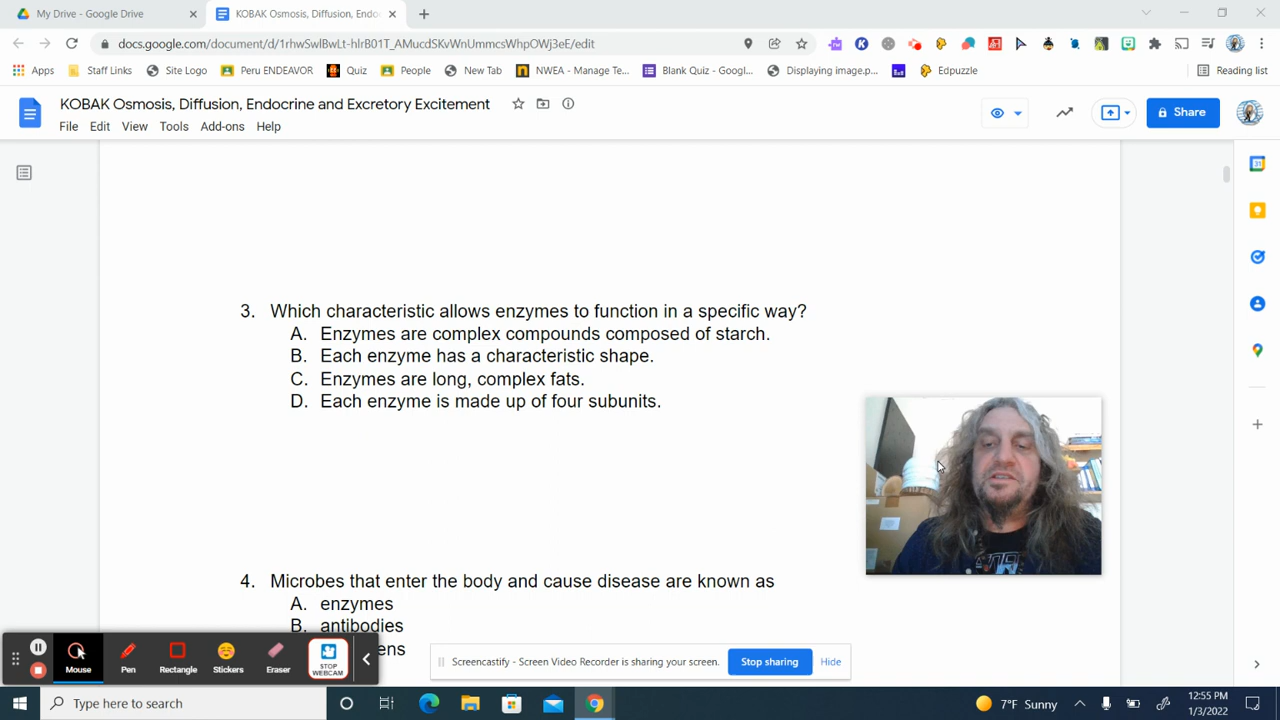 My Drive - Google Drive
KOBAK Osmosis, Diffusion, Endo
docs.google.com/document/d/1rhwSwlBwLt-hlrB01T_AMudSKvWnUmmcsWhpOWj3eE/edit
Apps
Staff Links
Site Logo
Peru ENDEAVOR
Quiz
People
New Tab
NWEA - Manage Te...
Blank Quiz - Googl...
Displaying image.p...
Edpuzzle
Reading list
KOBAK Osmosis, Diffusion, Endocrine and Excretory Excitement
File Edit View Tools Add-ons Help
Share
3. Which characteristic allows enzymes to function in a specific way?
A. Enzymes are complex compounds composed of starch.
B. Each enzyme has a characteristic shape.
C. Enzymes are long, complex fats.
D. Each enzyme is made up of four subunits.
4. Microbes that enter the body and cause disease are known as
A. enzymes
B. antibodies
ens
Mouse
Pen
Rectangle
Stickers
Eraser
STOP
WEBCAM
Screencastify - Screen Video Recorder is sharing your screen.
Stop sharing
Hide
Type here to search
7°F Sunny
12:55 PM
1/3/2022